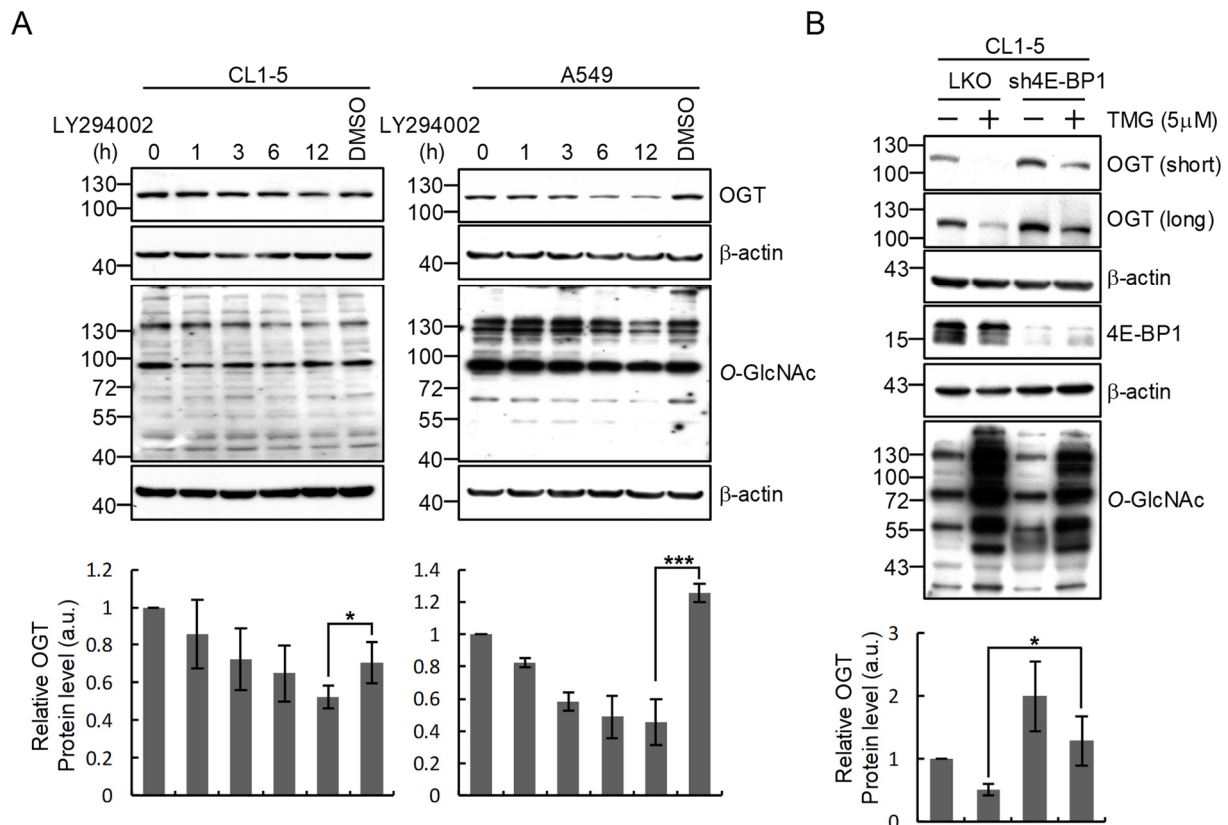 A
CL1-5
A549
LY294002
(h)
0 1 3 6 12 DMSO
LY294002
(h)
0 1 3 6 12 DMSO
130
100
130
100
OGT
40
40
β-actin
130
100
72
55
40
130
100
72
55
40
O-GlcNAc
40
40
β-actin
Relative OGT
Protein level (a.u.)
1.2
1
0.8
0.6
0.4
0.2
0
*
1.4
1.2
1
0.8
0.6
0.4
0.2
0
***
B
CL1-5
LKO sh4E-BP1
− + − + TMG (5μM)
130
100
OGT (short)
130
100
OGT (long)
43
β-actin
15
4E-BP1
43
β-actin
130
100
72
55
43
O-GlcNAc
Relative OGT
Protein level (a.u.)
3
2
1
0
*